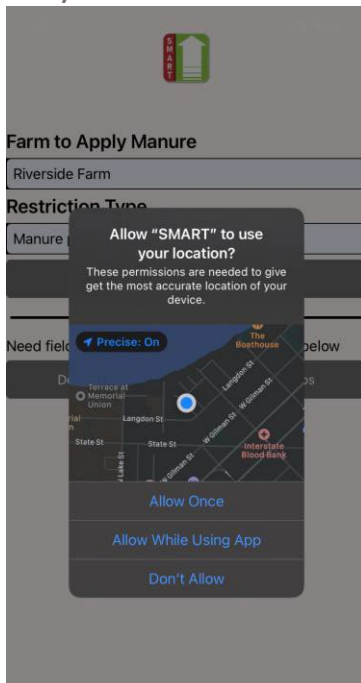 SMART
Farm to Apply Manure
Riverside Farm
Restriction Type
Manure
Allow “SMART” to use
your location?
These permissions are needed to give
get the most accurate location of your
device.
Need field
below
Precise: On
The
Boathouse
Terrace at
Memorial
Union
Langdon St
Langdon St
State St
State St
N Lake St
W Gilman St
W Gilman St
Interstate
Blood Bank
Allow Once
Allow While Using App
Don't Allow